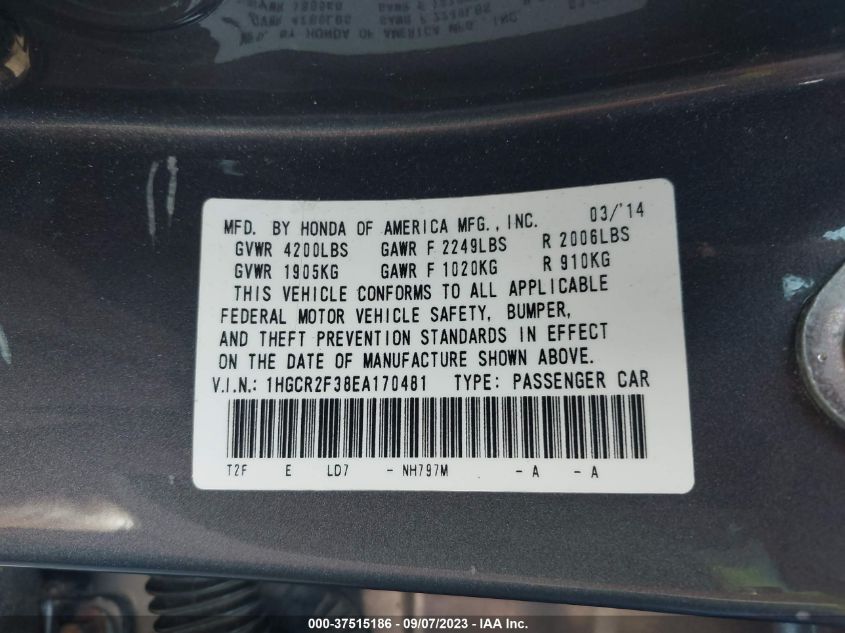 MFD. BY HONDA OF AMERICA MFG., INC. 03/'14
GVWR 4200LBS GAWR F 2249LBS R 2006LBS
GVWR 1905KG GAWR F 1020KG R 910KG
THIS VEHICLE CONFORMS TO ALL APPLICABLE
FEDERAL MOTOR VEHICLE SAFETY, BUMPER,
AND THEFT PREVENTION STANDARDS IN EFFECT
ON THE DATE OF MANUFACTURE SHOWN ABOVE.
V.I.N.: 1HGCR2F38EA170481 TYPE: PASSENGER CAR
T2F E LD7 - NH797M - A - A
000-37515186 - 09/07/2023 - IAA Inc.